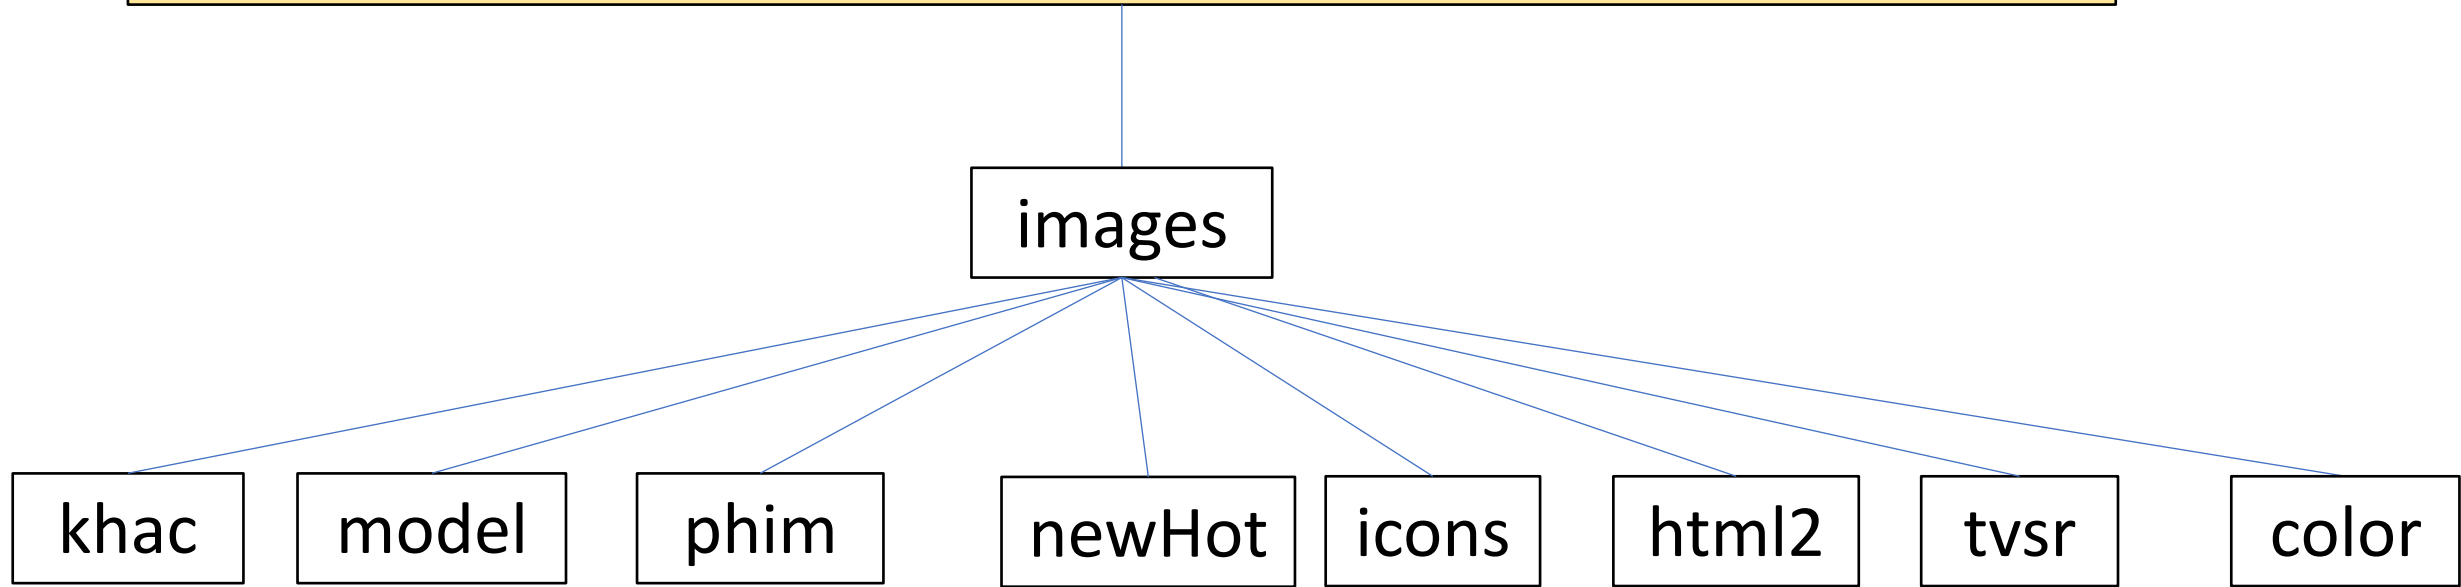 images
khac
model
phim
newHot
icons
html2
tvsr
color